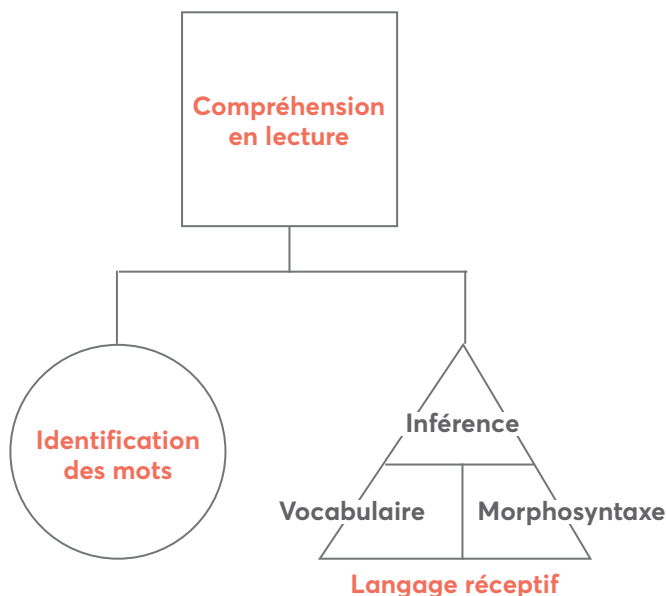 Compréhension
en lecture
Identification
des mots
Inférence
Vocabulaire
Morphosyntaxe
Langage réceptif